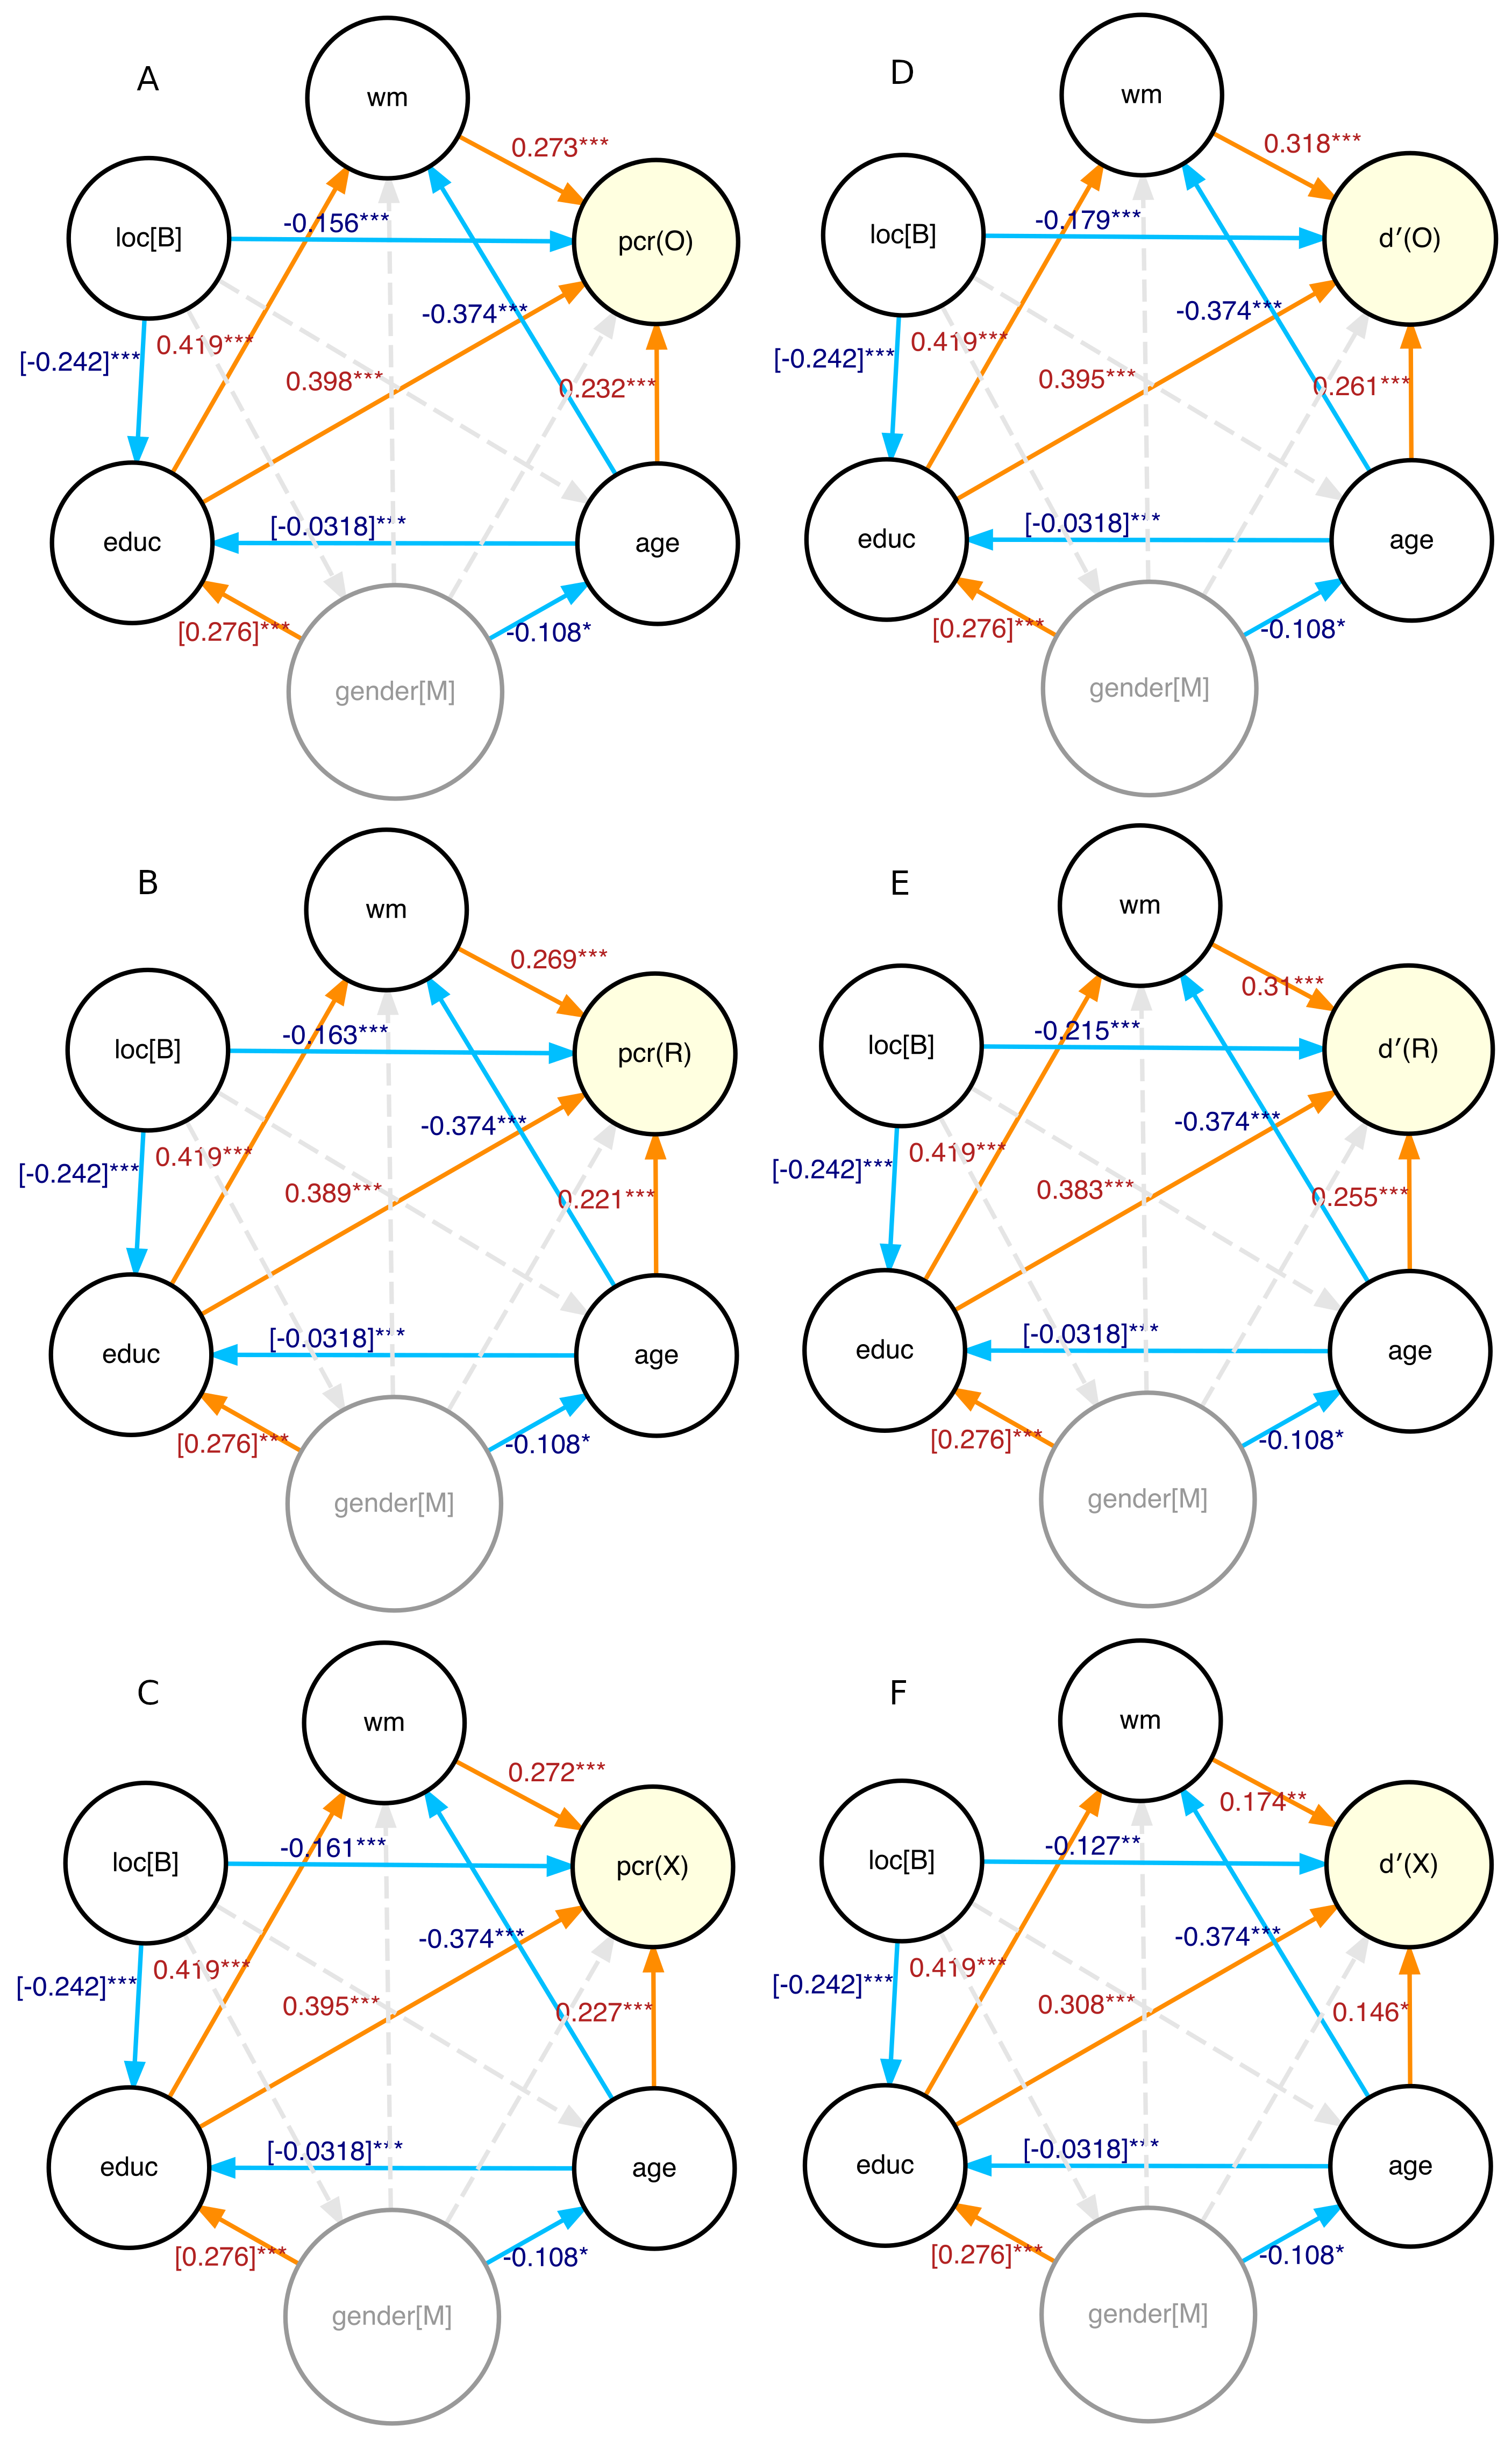 A
wm
0.273***
loc[B]
-0.156***
pcr(O)
-0.374***
[-0.242]***
0.419***
0.398***
0.232***
[-0.0318]***
educ
age
[0.276]***
-0.108*
gender[M]
D
wm
0.318***
loc[B]
-0.179***
d′(O)
-0.374***
[-0.242]***
0.419***
0.395***
0.261***
[-0.0318]***
educ
age
[0.276]***
-0.108*
gender[M]
B
wm
0.269***
loc[B]
-0.163***
pcr(R)
-0.374***
[-0.242]***
0.419***
0.389***
0.221***
[-0.0318]***
educ
age
[0.276]***
-0.108*
gender[M]
E
wm
0.31***
loc[B]
-0.215***
d′(R)
-0.374***
[-0.242]***
0.419***
0.383***
0.255***
[-0.0318]***
educ
age
[0.276]***
-0.108*
gender[M]
C
wm
0.272***
loc[B]
-0.161***
pcr(X)
-0.374***
[-0.242]***
0.419***
0.395***
0.227***
[-0.0318]***
educ
age
[0.276]***
-0.108*
gender[M]
F
wm
0.174**
loc[B]
-0.127**
d′(X)
-0.374***
[-0.242]***
0.419***
0.308***
0.146*
[-0.0318]***
educ
age
[0.276]***
-0.108*
gender[M]